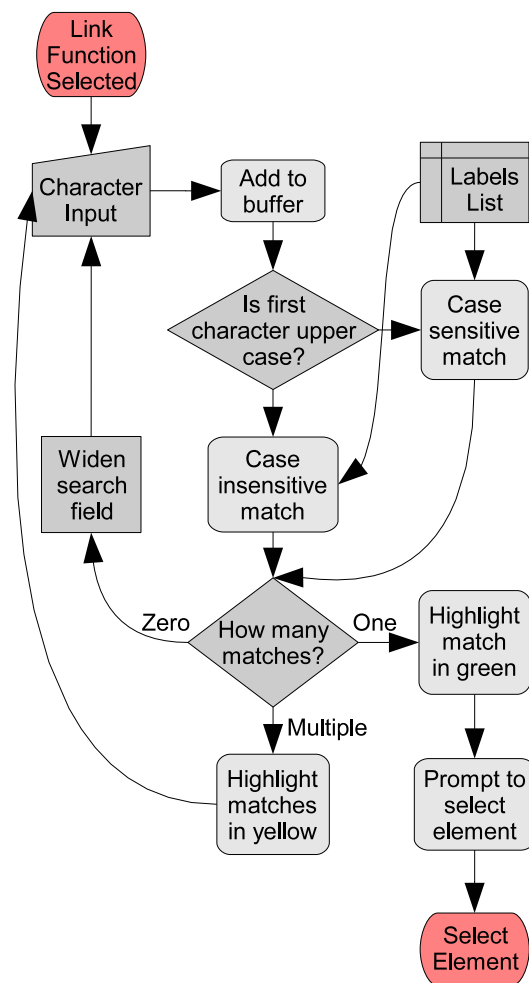 Link
Function
Selected
Character
Input
Add to
buffer
Labels
List
Is first
character upper
case?
Case
sensitive
match
Case
insensitive
match
Widen
search
field
Zero
How many
matches?
One
Highlight
match
in green
Multiple
Highlight
matches
in yellow
Prompt to
select
element
Select
Element